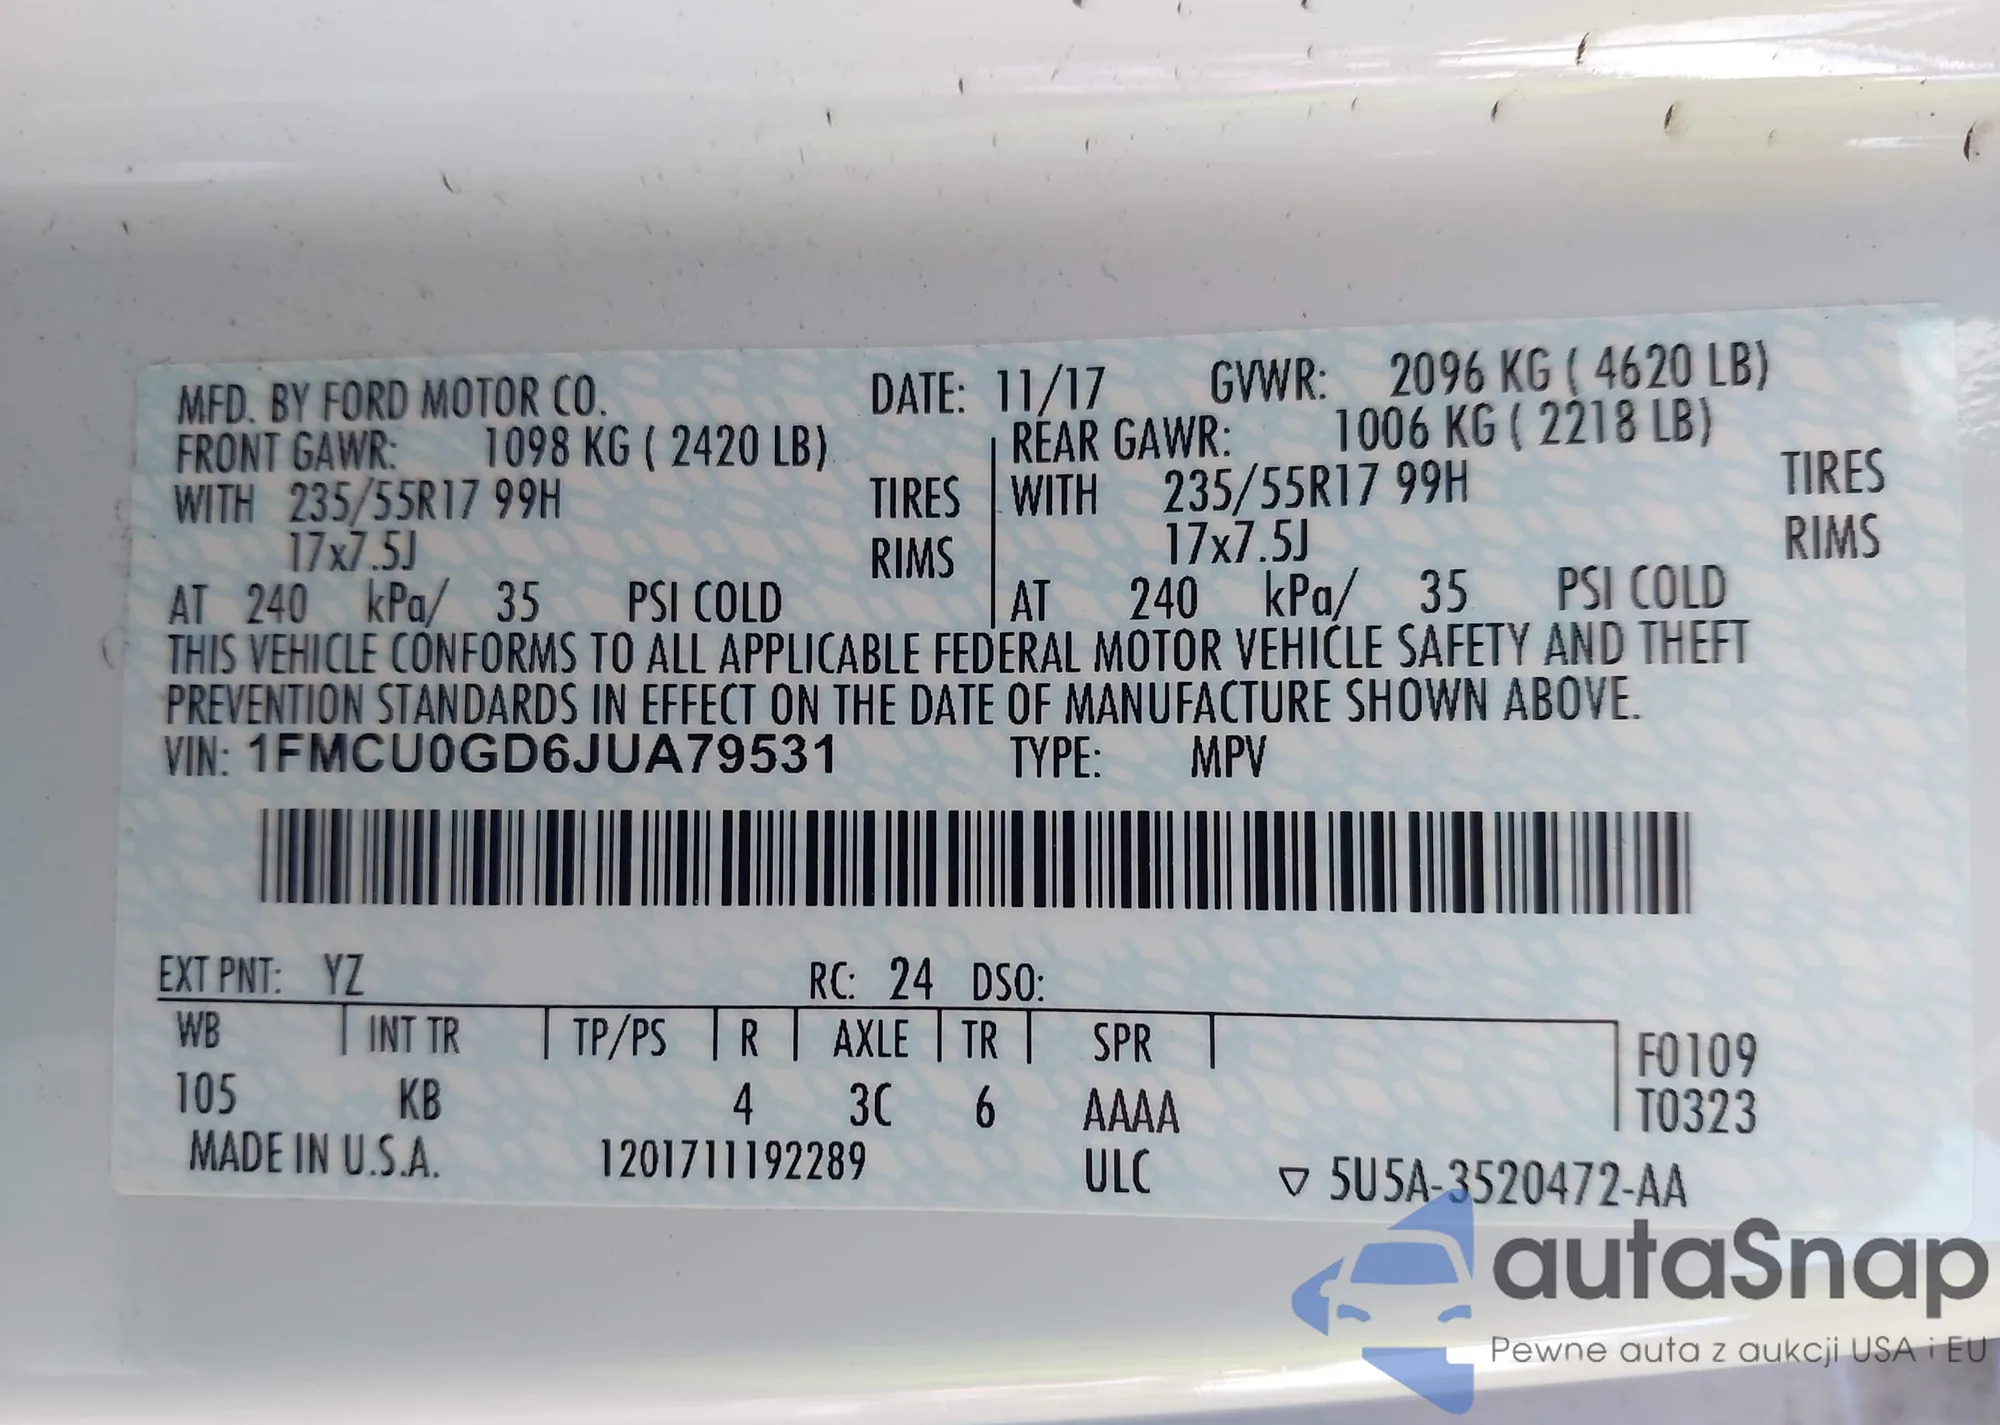 MFD. BY FORD MOTOR CO. DATE: 11/17 GVWR: 2096 KG ( 4620 LB)
FRONT GAWR: 1098 KG ( 2420 LB) REAR GAWR: 1006 KG ( 2218 LB)
WITH 235/55R17 99H TIRES WITH 235/55R17 99H TIRES
17x7.5J RIMS 17x7.5J RIMS
AT 240 kPa/ 35 PSI COLD AT 240 kPa/ 35 PSI COLD
THIS VEHICLE CONFORMS TO ALL APPLICABLE FEDERAL MOTOR VEHICLE SAFETY AND THEFT
PREVENTION STANDARDS IN EFFECT ON THE DATE OF MANUFACTURE SHOWN ABOVE.
VIN: 1FMCU0GD6JUA79531 TYPE: MPV
EXT PNT: YZ RC: 24 DSO:
WB INT TR TP/PS R AXLE TR SPR F0109
105 KB 4 3C 6 AAAA T0323
MADE IN U.S.A. 1201711192289 ULC ▽ 5U5A-3520472-AA
autaSnap
Pewne auta z aukcji USA i EU